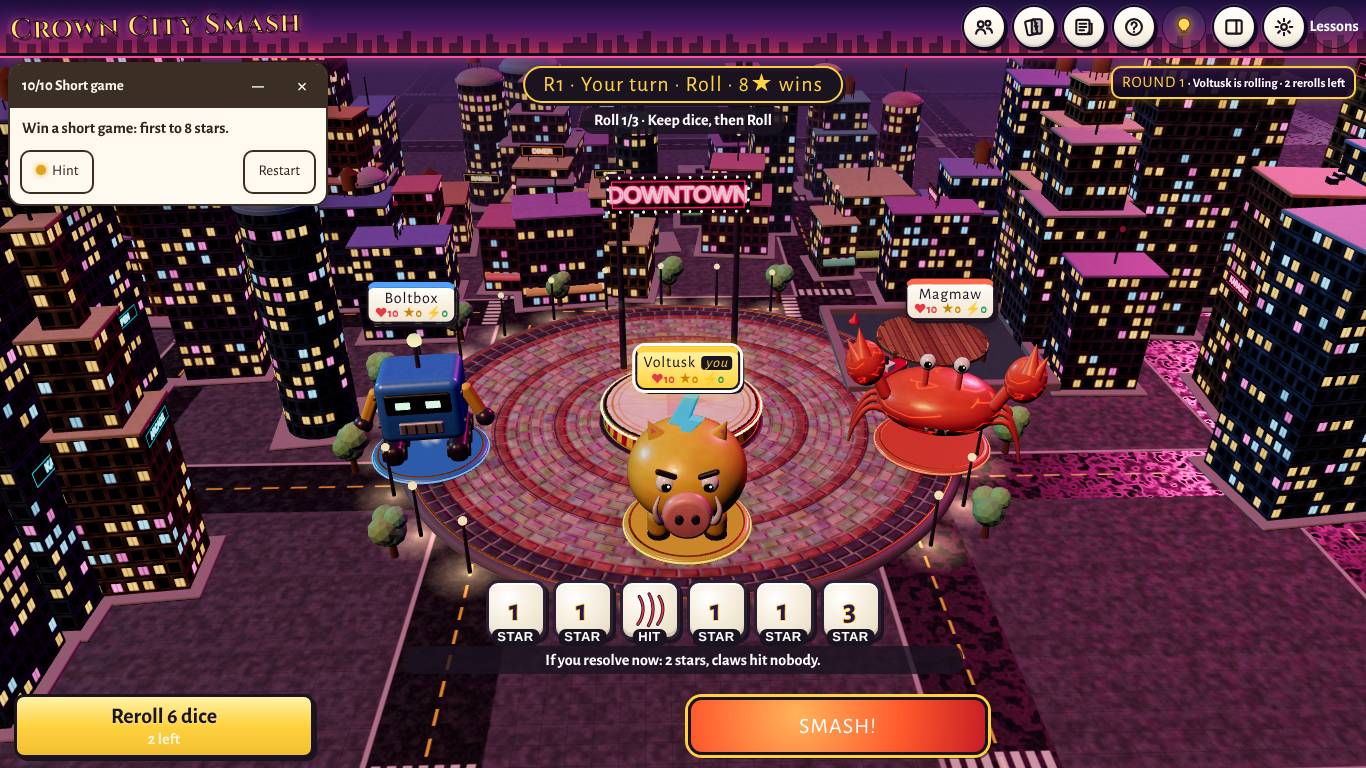 CROWN CITY SMASH
Lessons
10/10 Short game
Win a short game: first to 8 stars.
Hint
Restart
R1 · Your turn · Roll · 8★ wins
Roll 1/3 · Keep dice, then Roll
ROUND 1 · Voltusk is rolling · 2 rerolls left
DINER
DOWNTOWN
Boltbox
♥10 ★0 ⚡0
Magmaw
♥10 ★0 ⚡0
Voltusk you
♥10 ★0 ⚡0
1 STAR
1 STAR
HIT
1 STAR
1 STAR
3 STAR
If you resolve now: 2 stars, claws hit nobody.
Reroll 6 dice
2 left
SMASH!